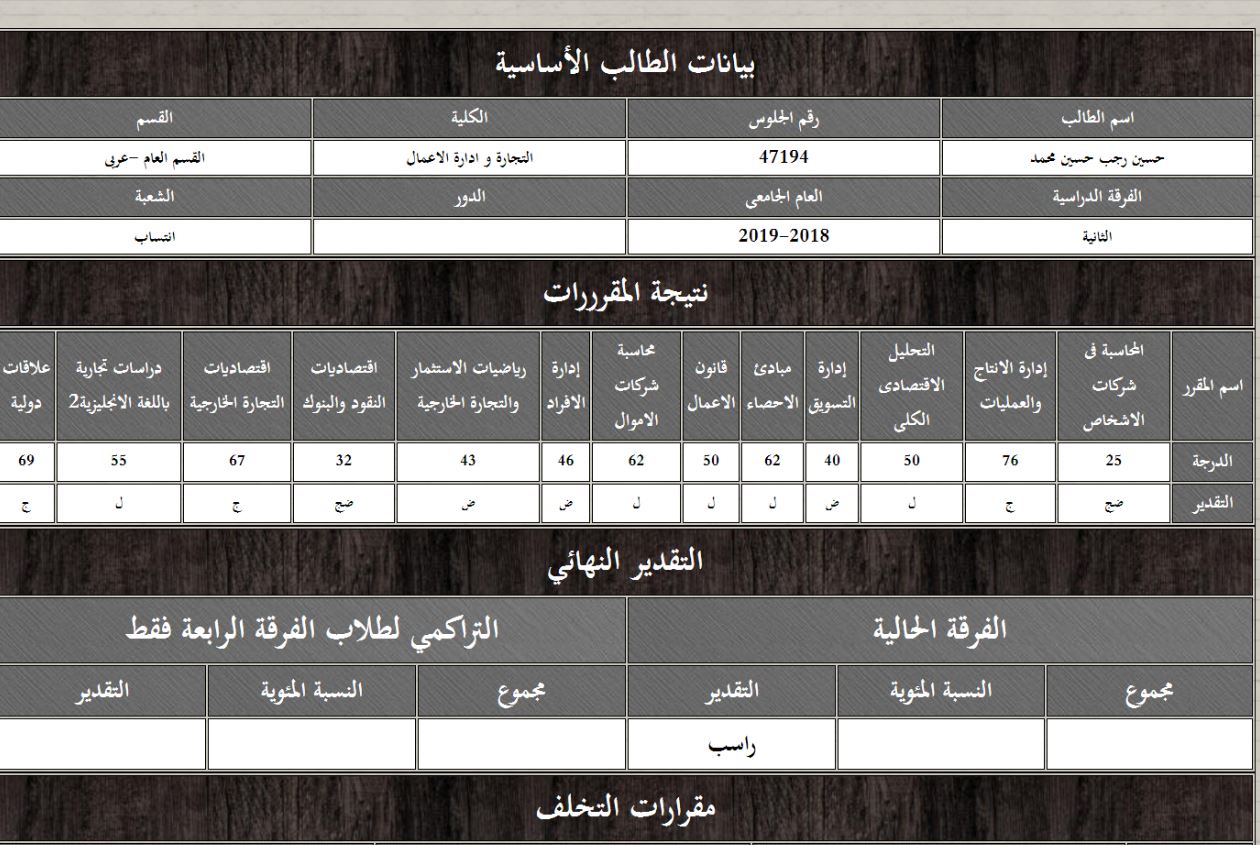 بيانات الطالب الأساسية
اسم الطالب رقم الجلوس الكلية القسم
حسين رجب حسين محمد 47194 التجارة و ادارة الاعمال القسم العام -عربى
الفرقة الدراسية العام الجامعى الدور الشعبة
الثانية 2018-2019 انتساب
نتيجة المقررات
اسم المقرر المحاسبة فى شركات الاشخاص إدارة الانتاج والعمليات التحليل الاقتصادى الكلى إدارة التسويق مبادئ الاحصاء قانون الاعمال محاسبة شركات الاموال إدارة الافراد رياضيات الاستثمار والتجارة الخارجية اقتصاديات النقود والبنوك اقتصاديات التجارة الخارجية دراسات تجارية باللغة الانجليزية2 علاقات دولية
الدرجة 25 76 50 40 62 50 62 46 43 32 67 55 69
التقدير ضج ج ل ض ل ل ل ض ض ضج ج ل ج
التقدير النهائي
الفرقة الحالية التراكمي لطلاب الفرقة الرابعة فقط
مجموع النسبة المئوية التقدير مجموع النسبة المئوية التقدير
راسب
مقرارات التخلف